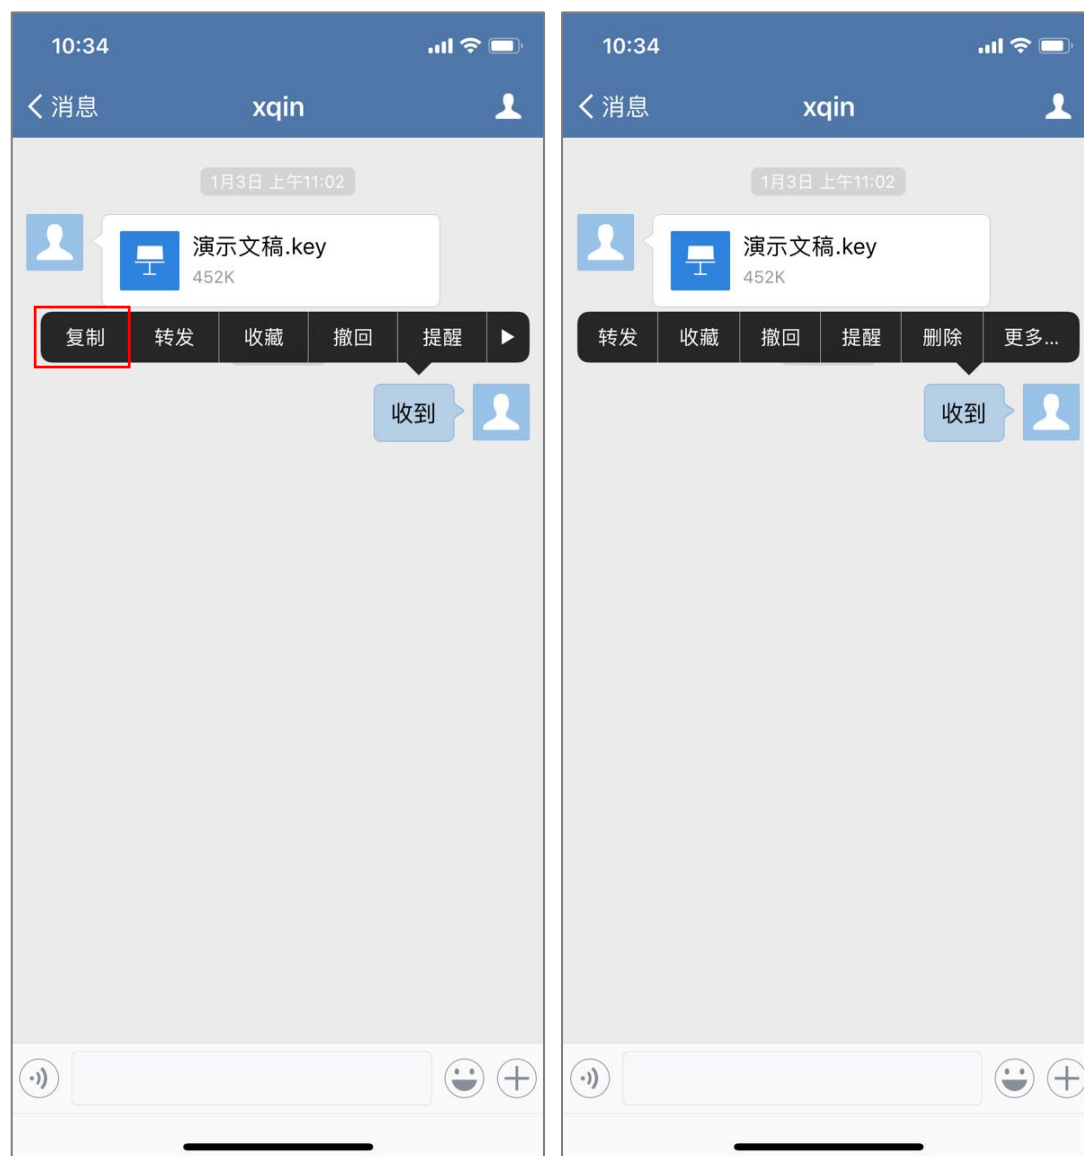 10:34
消息
xqin
1月3日 上午11:02
演示文稿.key
452K
复制 转发 收藏 撤回 提醒 ▶
收到
10:34
消息
xqin
1月3日 上午11:02
演示文稿.key
452K
转发 收藏 撤回 提醒 删除 更多...
收到